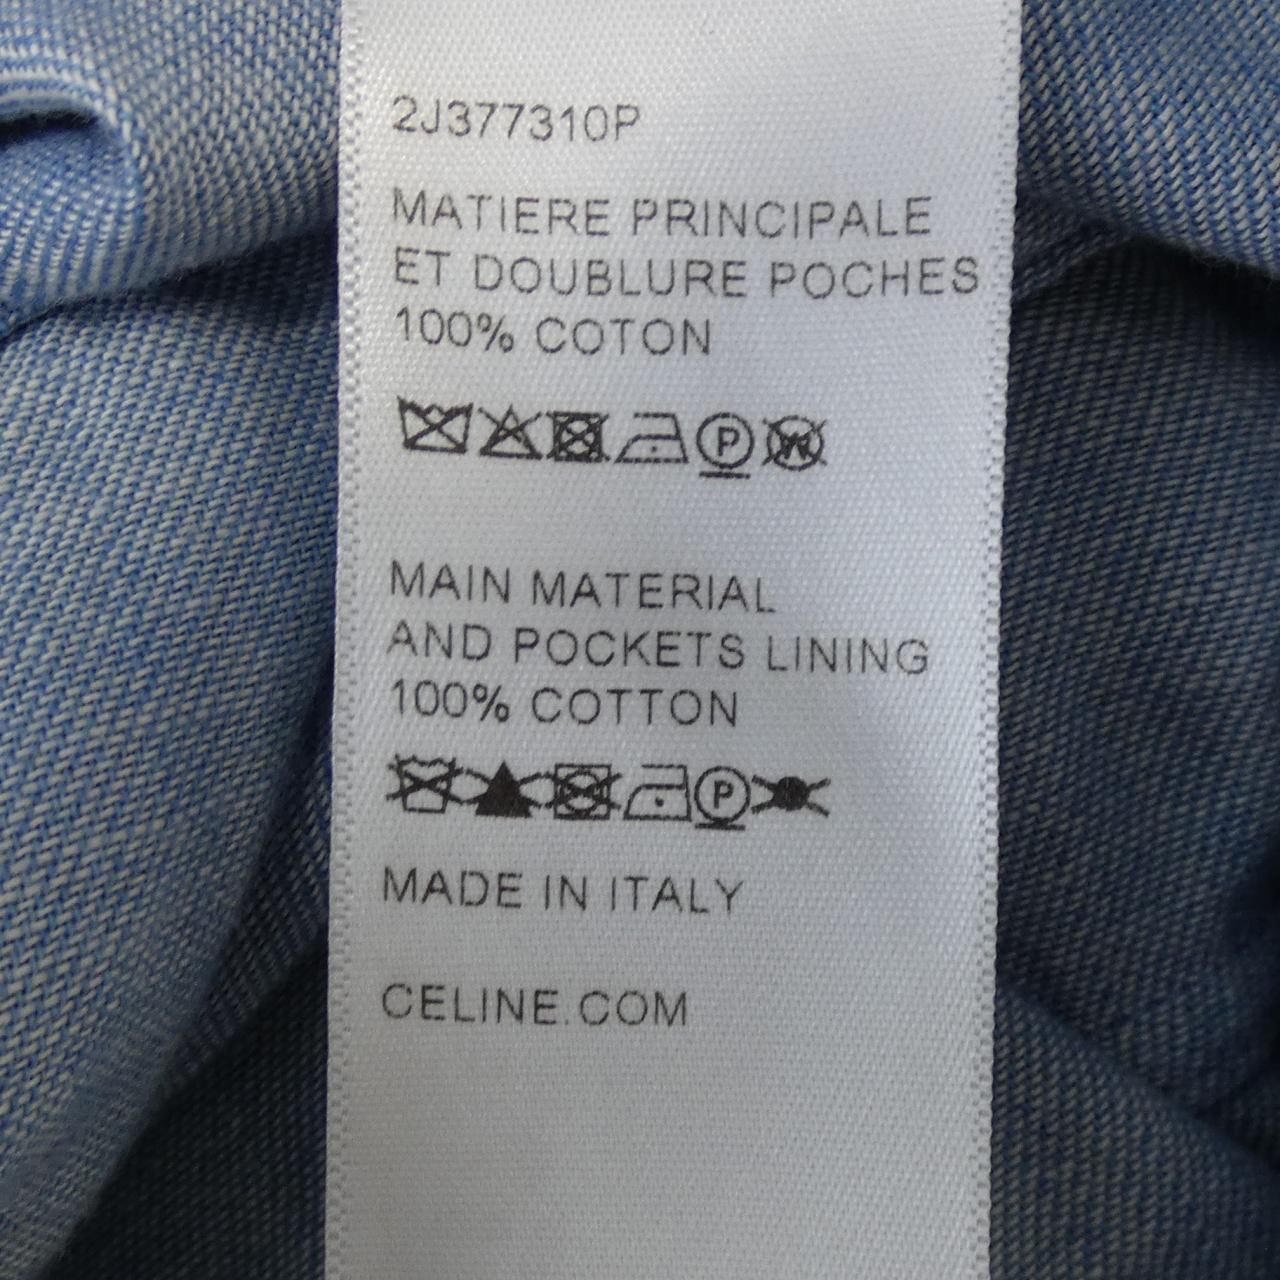 2J377310P
MATIERE PRINCIPALE
ET DOUBLURE POCHES
100% COTON
P W
MAIN MATERIAL
AND POCKETS LINING
100% COTTON
P
MADE IN ITALY
CELINE.COM